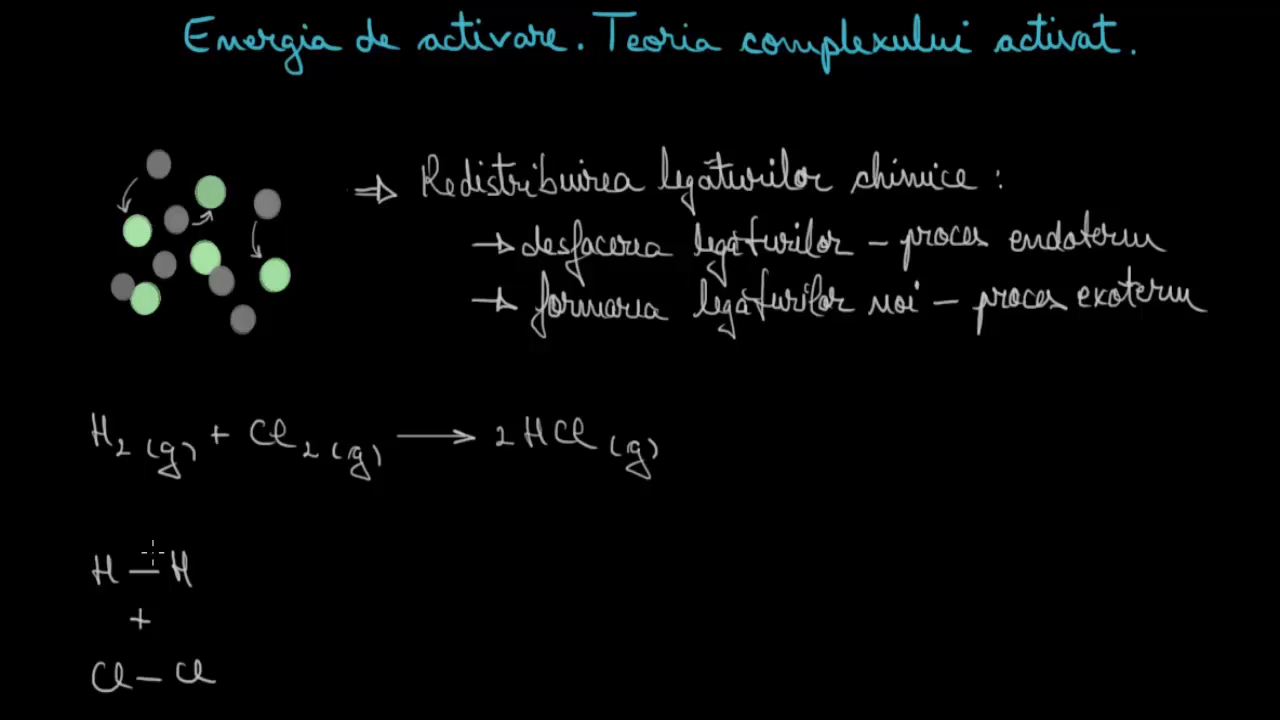 Energia de activare. Teoria complexului activat.
⇒ Redistribuirea legăturilor chimice :
→ desfacerea legăturilor – proces endoterm
→ formarea legăturilor noi – proces exoterm
H₂ (g) + Cl₂ (g) ⟶ 2 HCl (g)
H — H
+
Cl — Cl